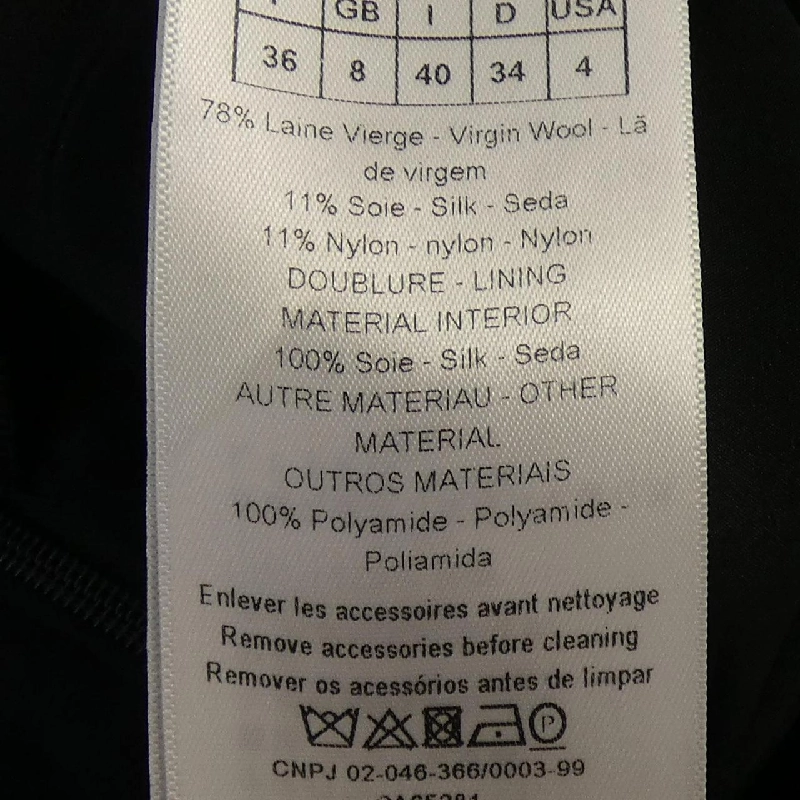 GB I D USA
36 8 40 34 4
78% Laine Vierge - Virgin Wool - Lã
de virgem
11% Soie - Silk - Seda
11% Nylon - nylon - Nylon
DOUBLURE - LINING
MATERIAL INTERIOR
100% Soie - Silk - Seda
AUTRE MATERIAU - OTHER
MATERIAL
OUTROS MATERIAIS
100% Polyamide - Polyamide -
Poliamida
Enlever les accessoires avant nettoyage
Remove accessories before cleaning
Remover os acessórios antes de limpar
P
CNPJ 02-046-366/0003-99